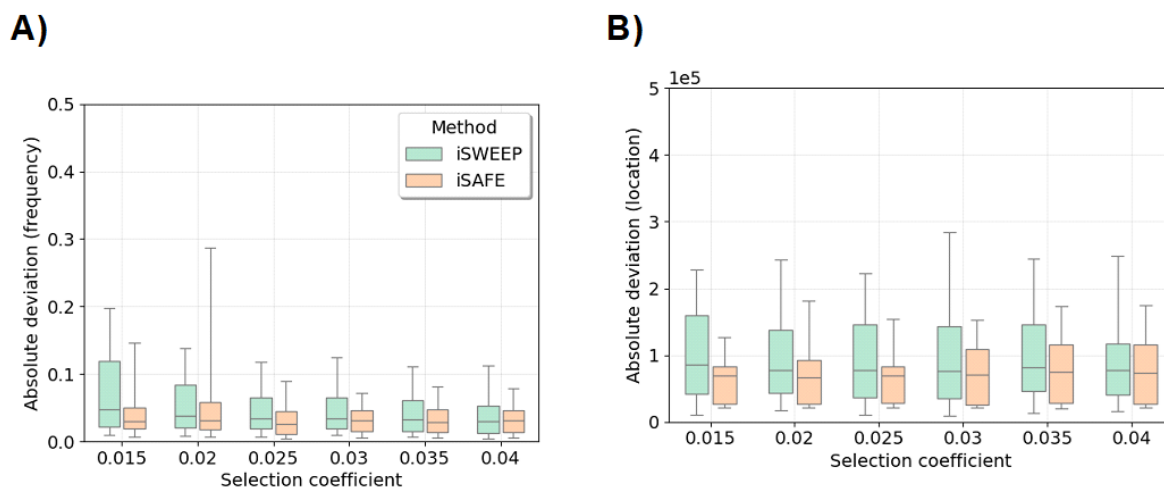 A)
B)
Absolute deviation (frequency)
0.5
0.4
0.3
0.2
0.1
0.0
Method
iSWEEP
iSAFE
0.015 0.02 0.025 0.03 0.035 0.04
Selection coefficient
1e5
Absolute deviation (location)
5
4
3
2
1
0
0.015 0.02 0.025 0.03 0.035 0.04
Selection coefficient